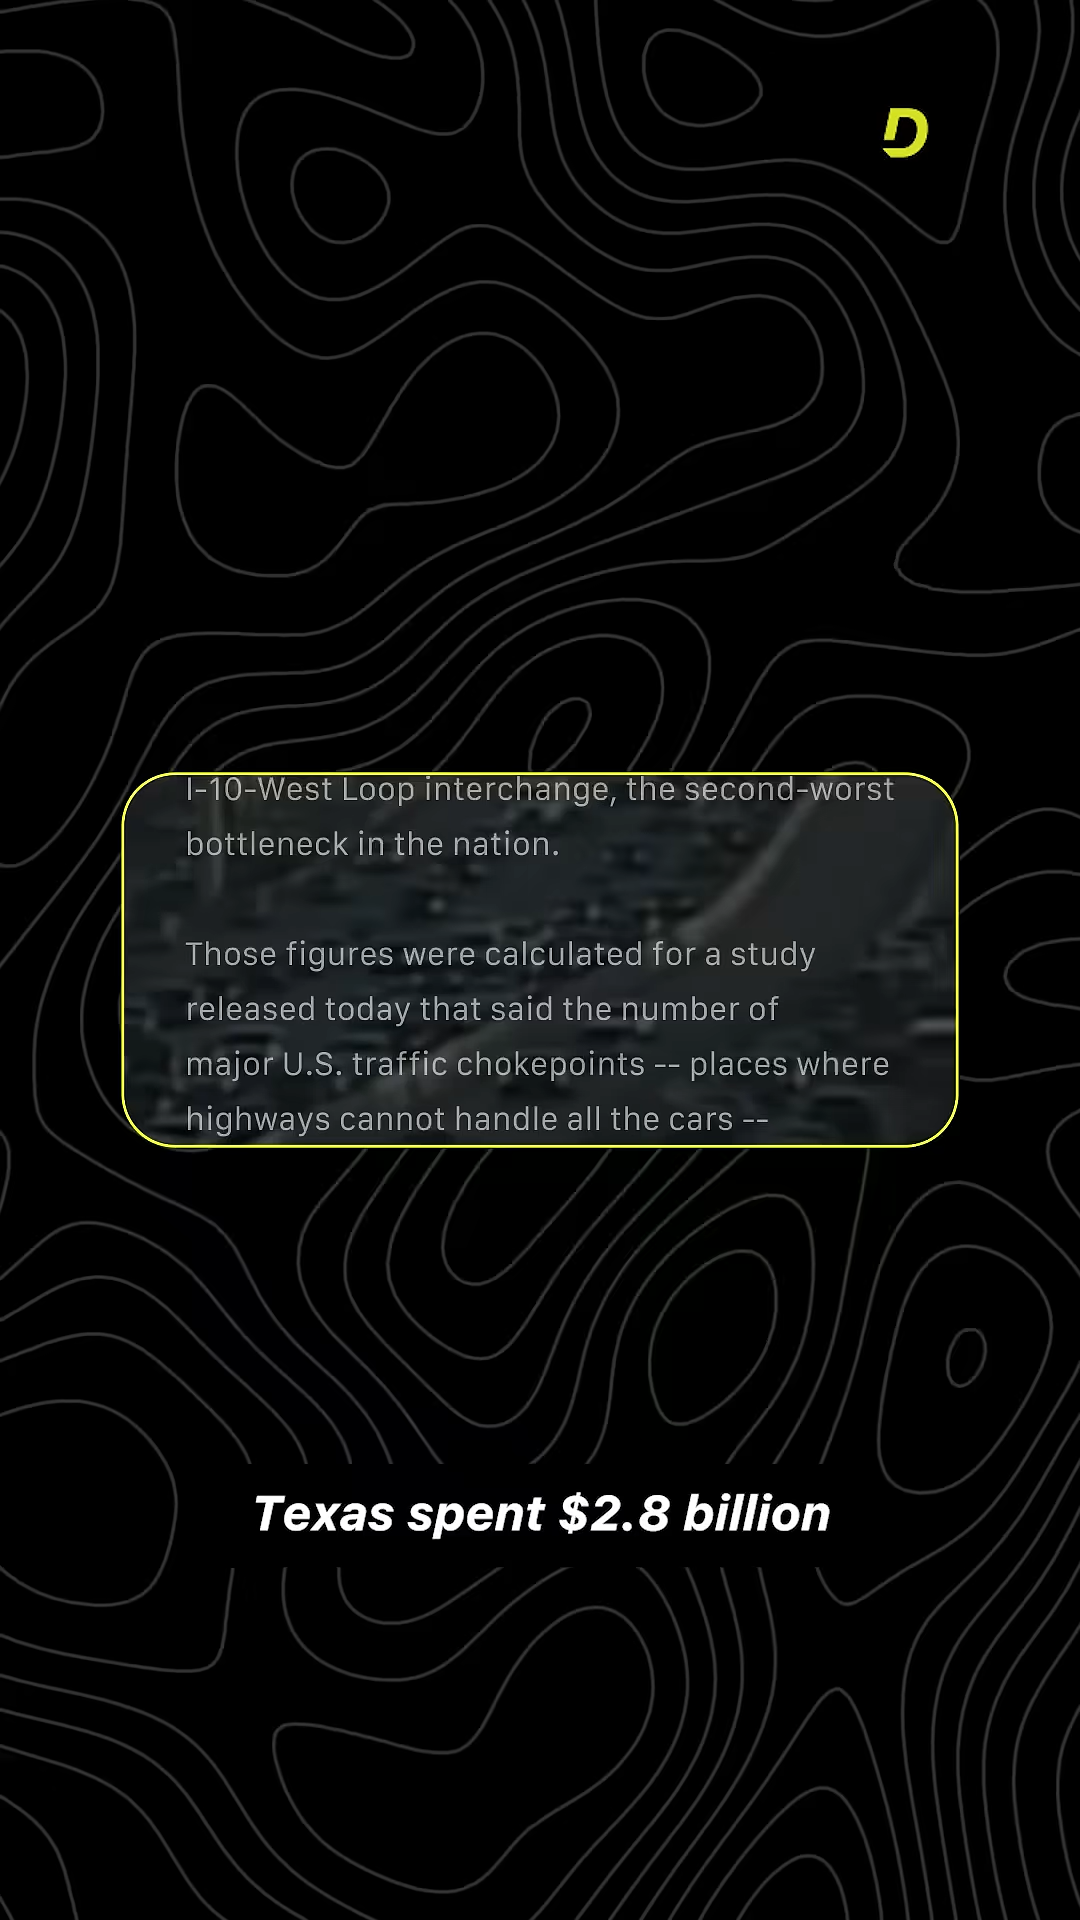 D
I-10-West Loop interchange, the second-worst
bottleneck in the nation.
Those figures were calculated for a study
released today that said the number of
major U.S. traffic chokepoints -- places where
highways cannot handle all the cars --
Texas spent $2.8 billion